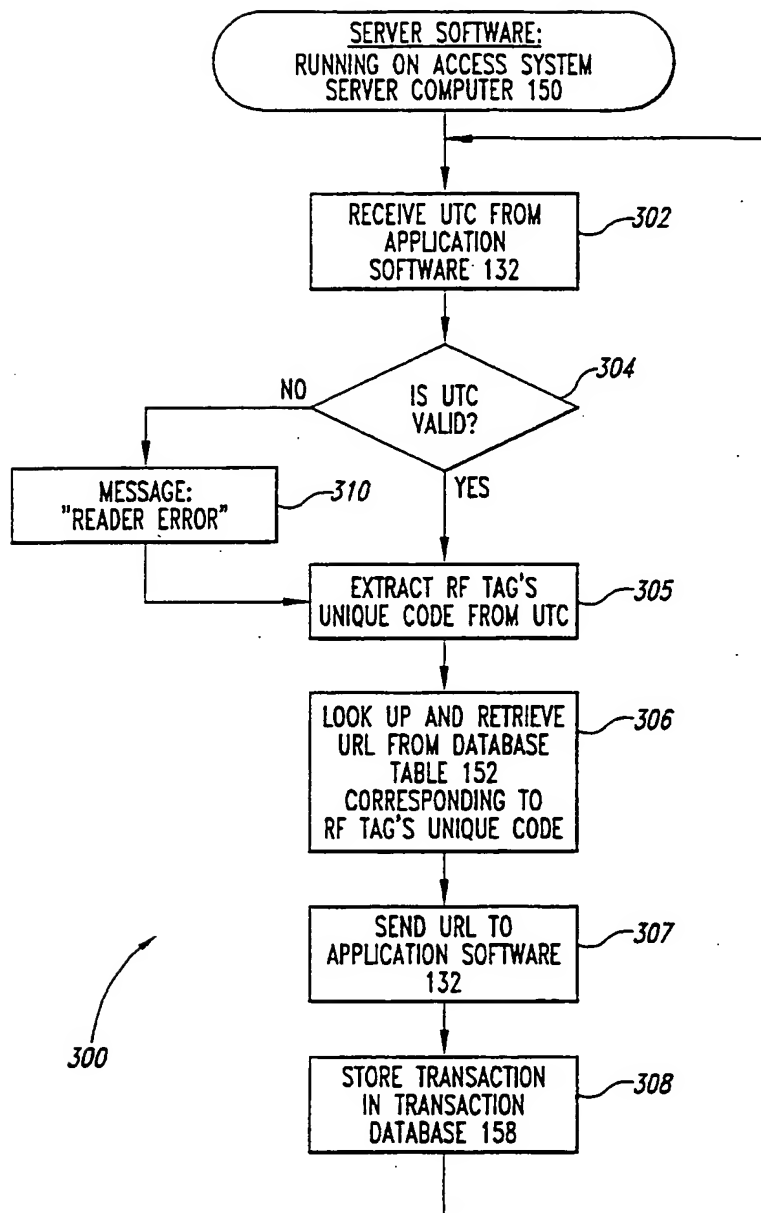 SERVER SOFTWARE:
RUNNING ON ACCESS SYSTEM
SERVER COMPUTER 150
RECEIVE UTC FROM
APPLICATION
SOFTWARE 132
302
IS UTC
VALID?
304
NO
YES
MESSAGE:
"READER ERROR"
310
EXTRACT RF TAG'S
UNIQUE CODE FROM UTC
305
LOOK UP AND RETRIEVE
URL FROM DATABASE
TABLE 152
CORRESPONDING TO
RF TAG'S UNIQUE CODE
306
SEND URL TO
APPLICATION SOFTWARE
132
307
300
STORE TRANSACTION
IN TRANSACTION
DATABASE 158
308